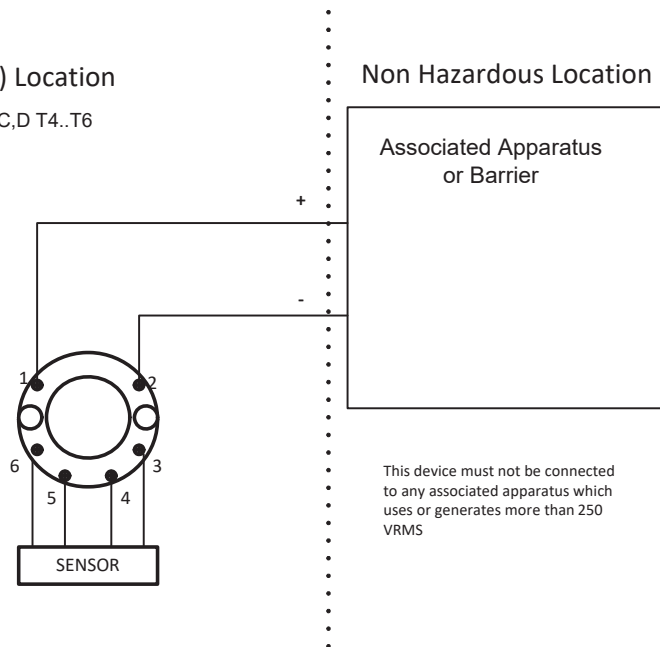 ) Location
C,D T4..T6
Non Hazardous Location
Associated Apparatus
or Barrier
+
-
1
2
6
3
5
4
SENSOR
This device must not be connected
to any associated apparatus which
uses or generates more than 250
VRMS